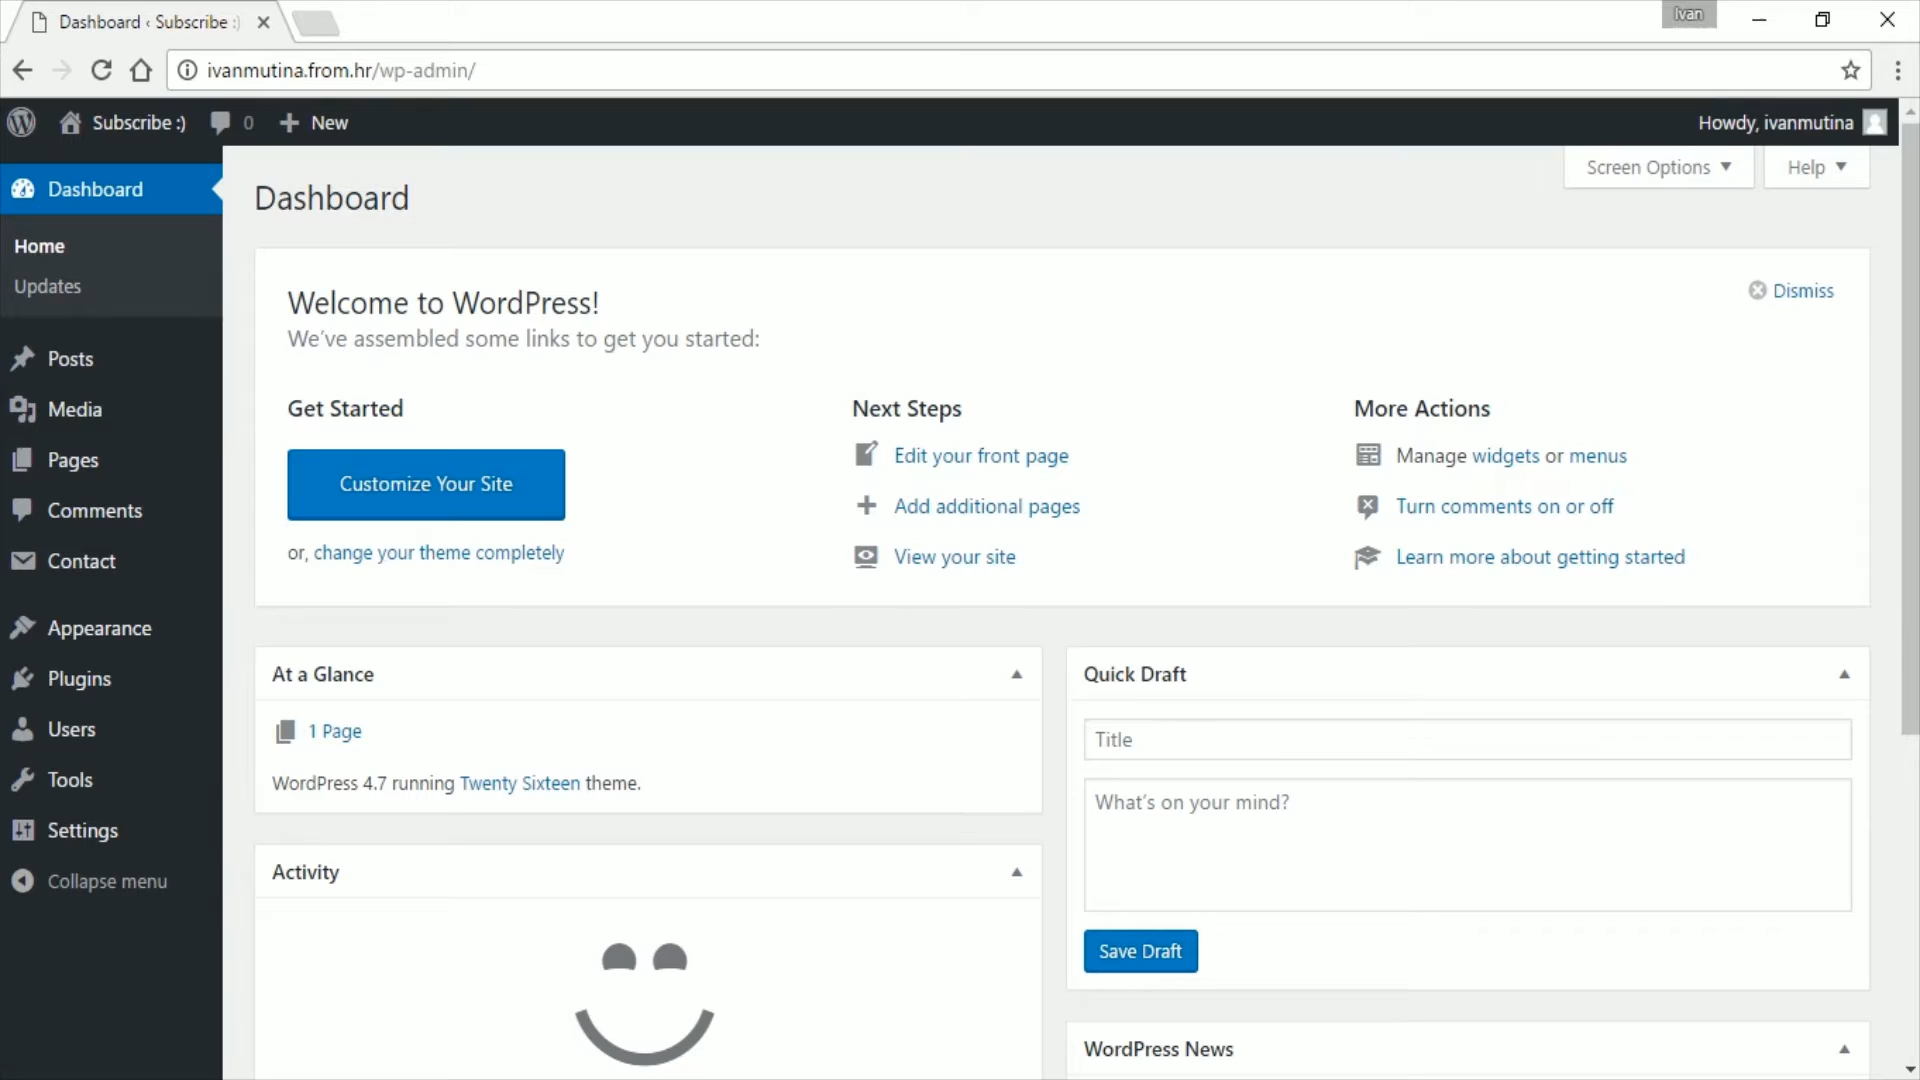 Dashboard ‹ Subscribe :)
Ivan
ivanmutina.from.hr/wp-admin/
Subscribe :) 0 New
Howdy, ivanmutina
Screen Options
Help
Dashboard
Home
Updates
Posts
Media
Pages
Comments
Contact
Appearance
Plugins
Users
Tools
Settings
Collapse menu
Dashboard
Welcome to WordPress!
Dismiss
We've assembled some links to get you started:
Get Started
Customize Your Site
or, change your theme completely
Next Steps
Edit your front page
Add additional pages
View your site
More Actions
Manage widgets or menus
Turn comments on or off
Learn more about getting started
At a Glance
1 Page
WordPress 4.7 running Twenty Sixteen theme.
Activity
Quick Draft
Title
What's on your mind?
Save Draft
WordPress News